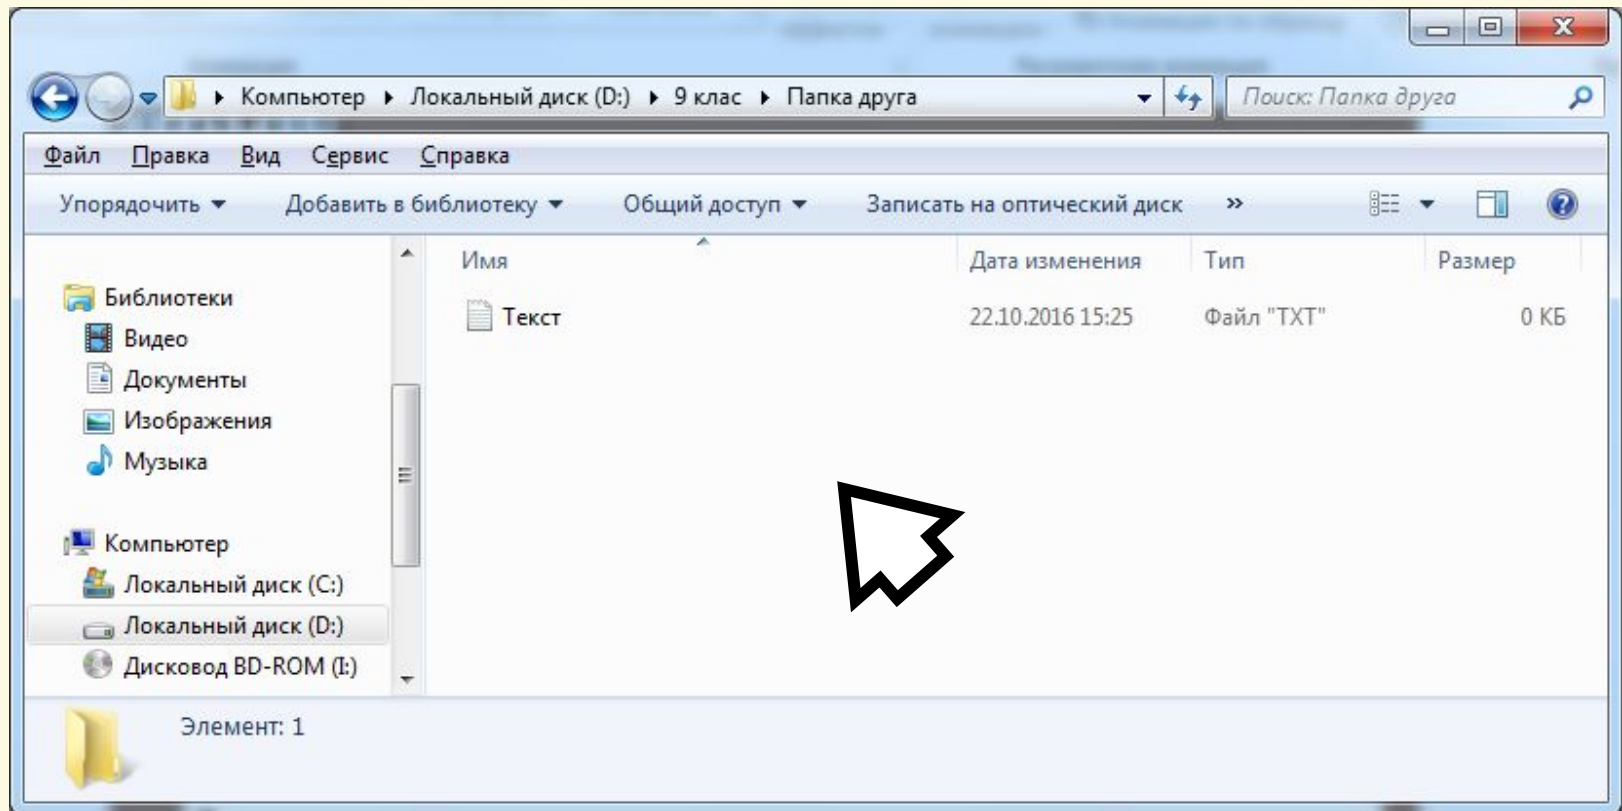 Компьютер Локальный диск (D:) 9 клас Папка друга Поиск: Папка друга
Файл Правка Вид Сервис Справка
Упорядочить Добавить в библиотеку Общий доступ Записать на оптический диск »
Имя Дата изменения Тип Размер
Текст 22.10.2016 15:25 Файл "TXT" 0 КБ
Библиотеки
Видео
Документы
Изображения
Музыка
Компьютер
Локальный диск (C:)
Локальный диск (D:)
Дисковод BD-ROM (I:)
Элемент: 1